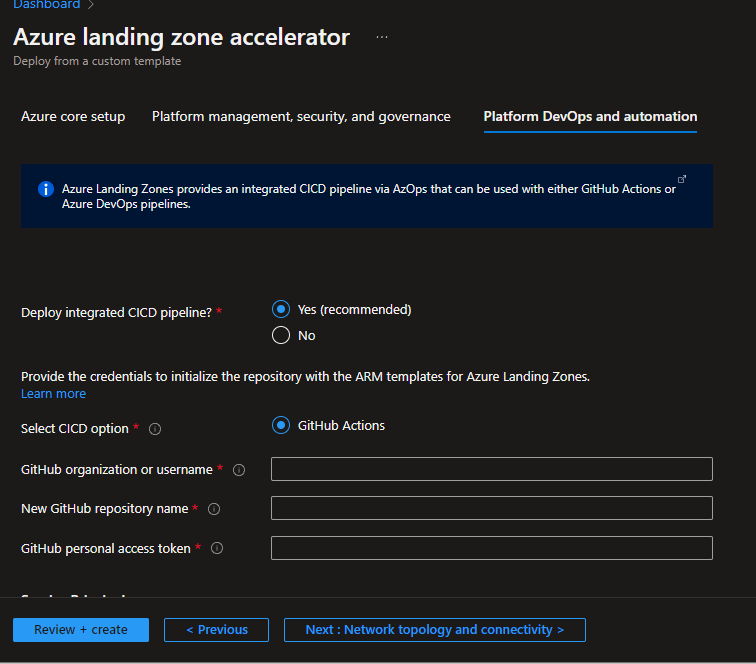 Dashboard >
Azure landing zone accelerator ...
Deploy from a custom template
Azure core setup Platform management, security, and governance Platform DevOps and automation
Azure Landing Zones provides an integrated CICD pipeline via AzOps that can be used with either GitHub Actions or
Azure DevOps pipelines.
Deploy integrated CICD pipeline? * Yes (recommended)
No
Provide the credentials to initialize the repository with the ARM templates for Azure Landing Zones.
Learn more
Select CICD option * GitHub Actions
GitHub organization or username *
New GitHub repository name *
GitHub personal access token *
Review + create < Previous Next : Network topology and connectivity >